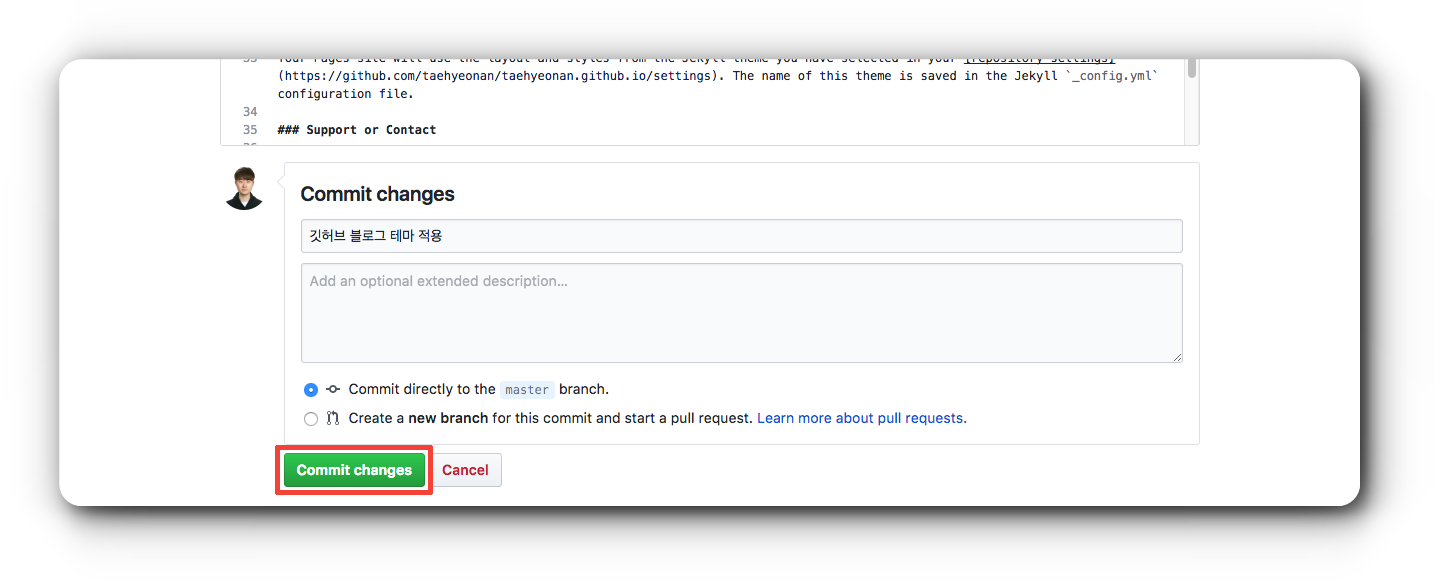 33 Your Pages site will use the layout and styles from the Jekyll theme you have selected in your [repository settings]
(https://github.com/taehyeonan/taehyeonan.github.io/settings). The name of this theme is saved in the Jekyll `_config.yml`
configuration file.
34
35 ### Support or Contact
36
Commit changes
깃허브 블로그 테마 적용
Add an optional extended description...
Commit directly to the master branch.
Create a new branch for this commit and start a pull request. Learn more about pull requests.
Commit changes Cancel